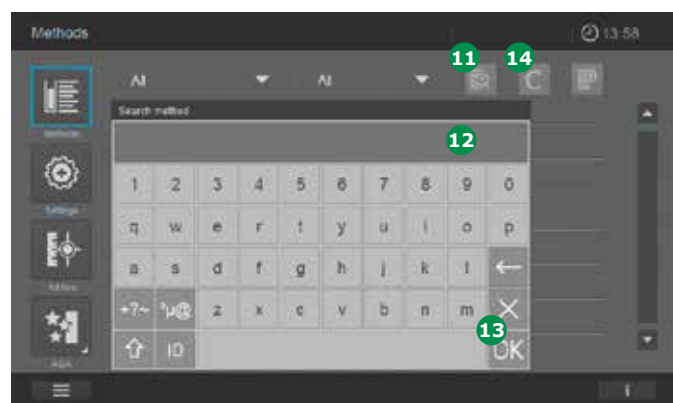 Methods 13:58
11 14
All All C
Methods
Search method
12
1 2 3 4 5 6 7 8 9 0
q w e r t y u i o p
Settings
a s d f g h j k l ←
+?~ °µ@ z x c v b n m X
13
⇧ ID OK
AQA
i